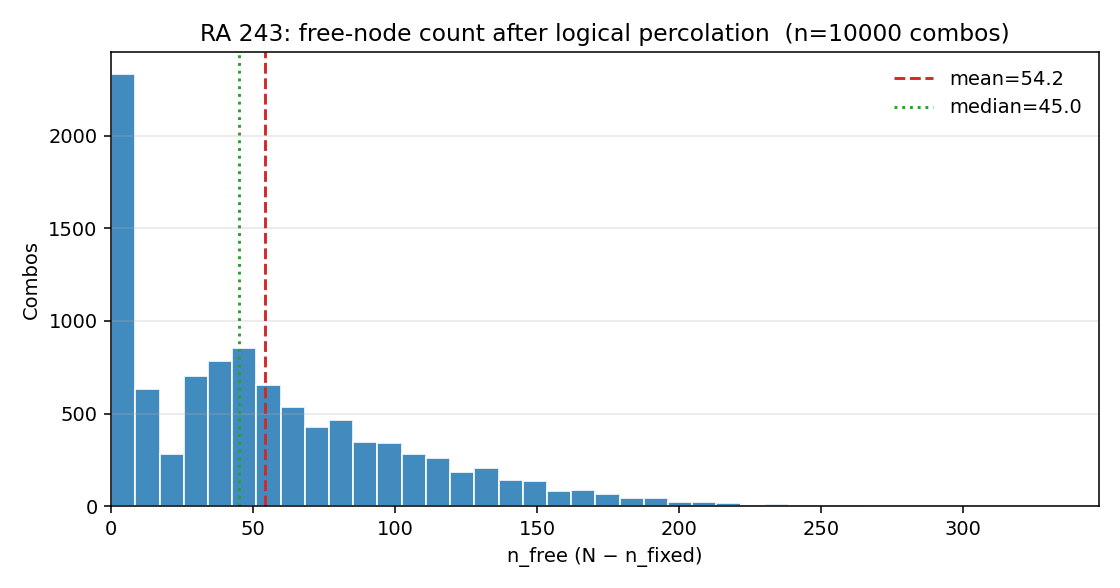 RA 243: free-node count after logical percolation  (n=10000 combos)
mean=54.2
median=45.0
2000
1500
1000
500
0
Combos
0 50 100 150 200 250 300
n_free (N − n_fixed)